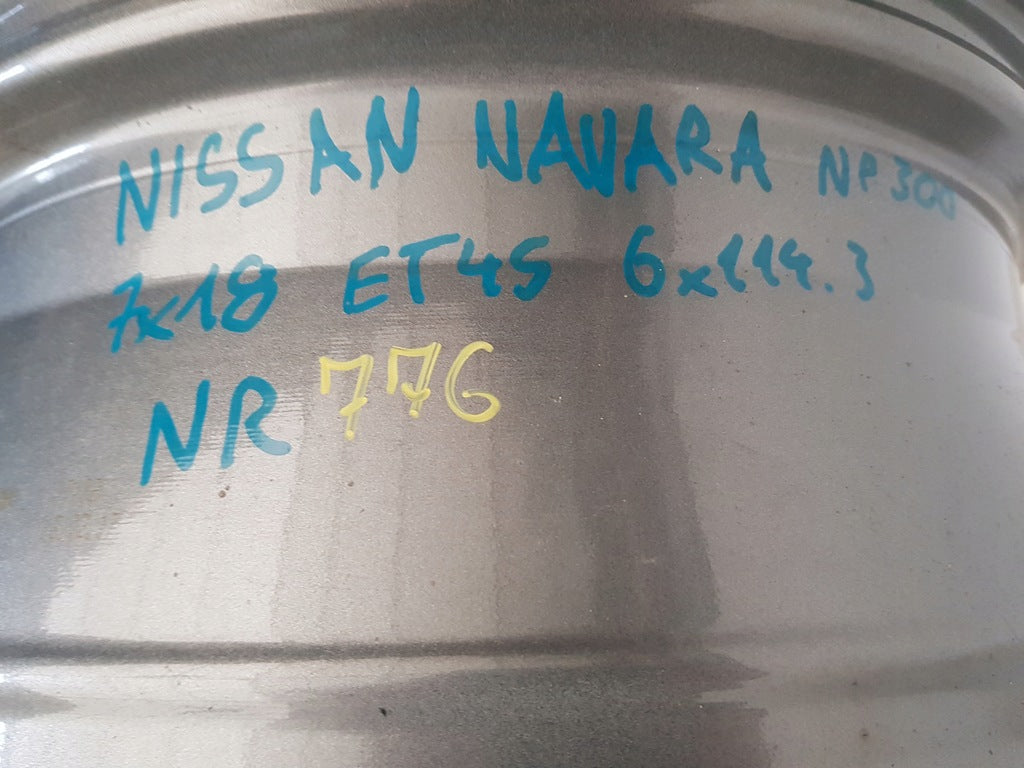 NISSAN NAVARA NP300
7x18 ET45 6x114.3
NR 776